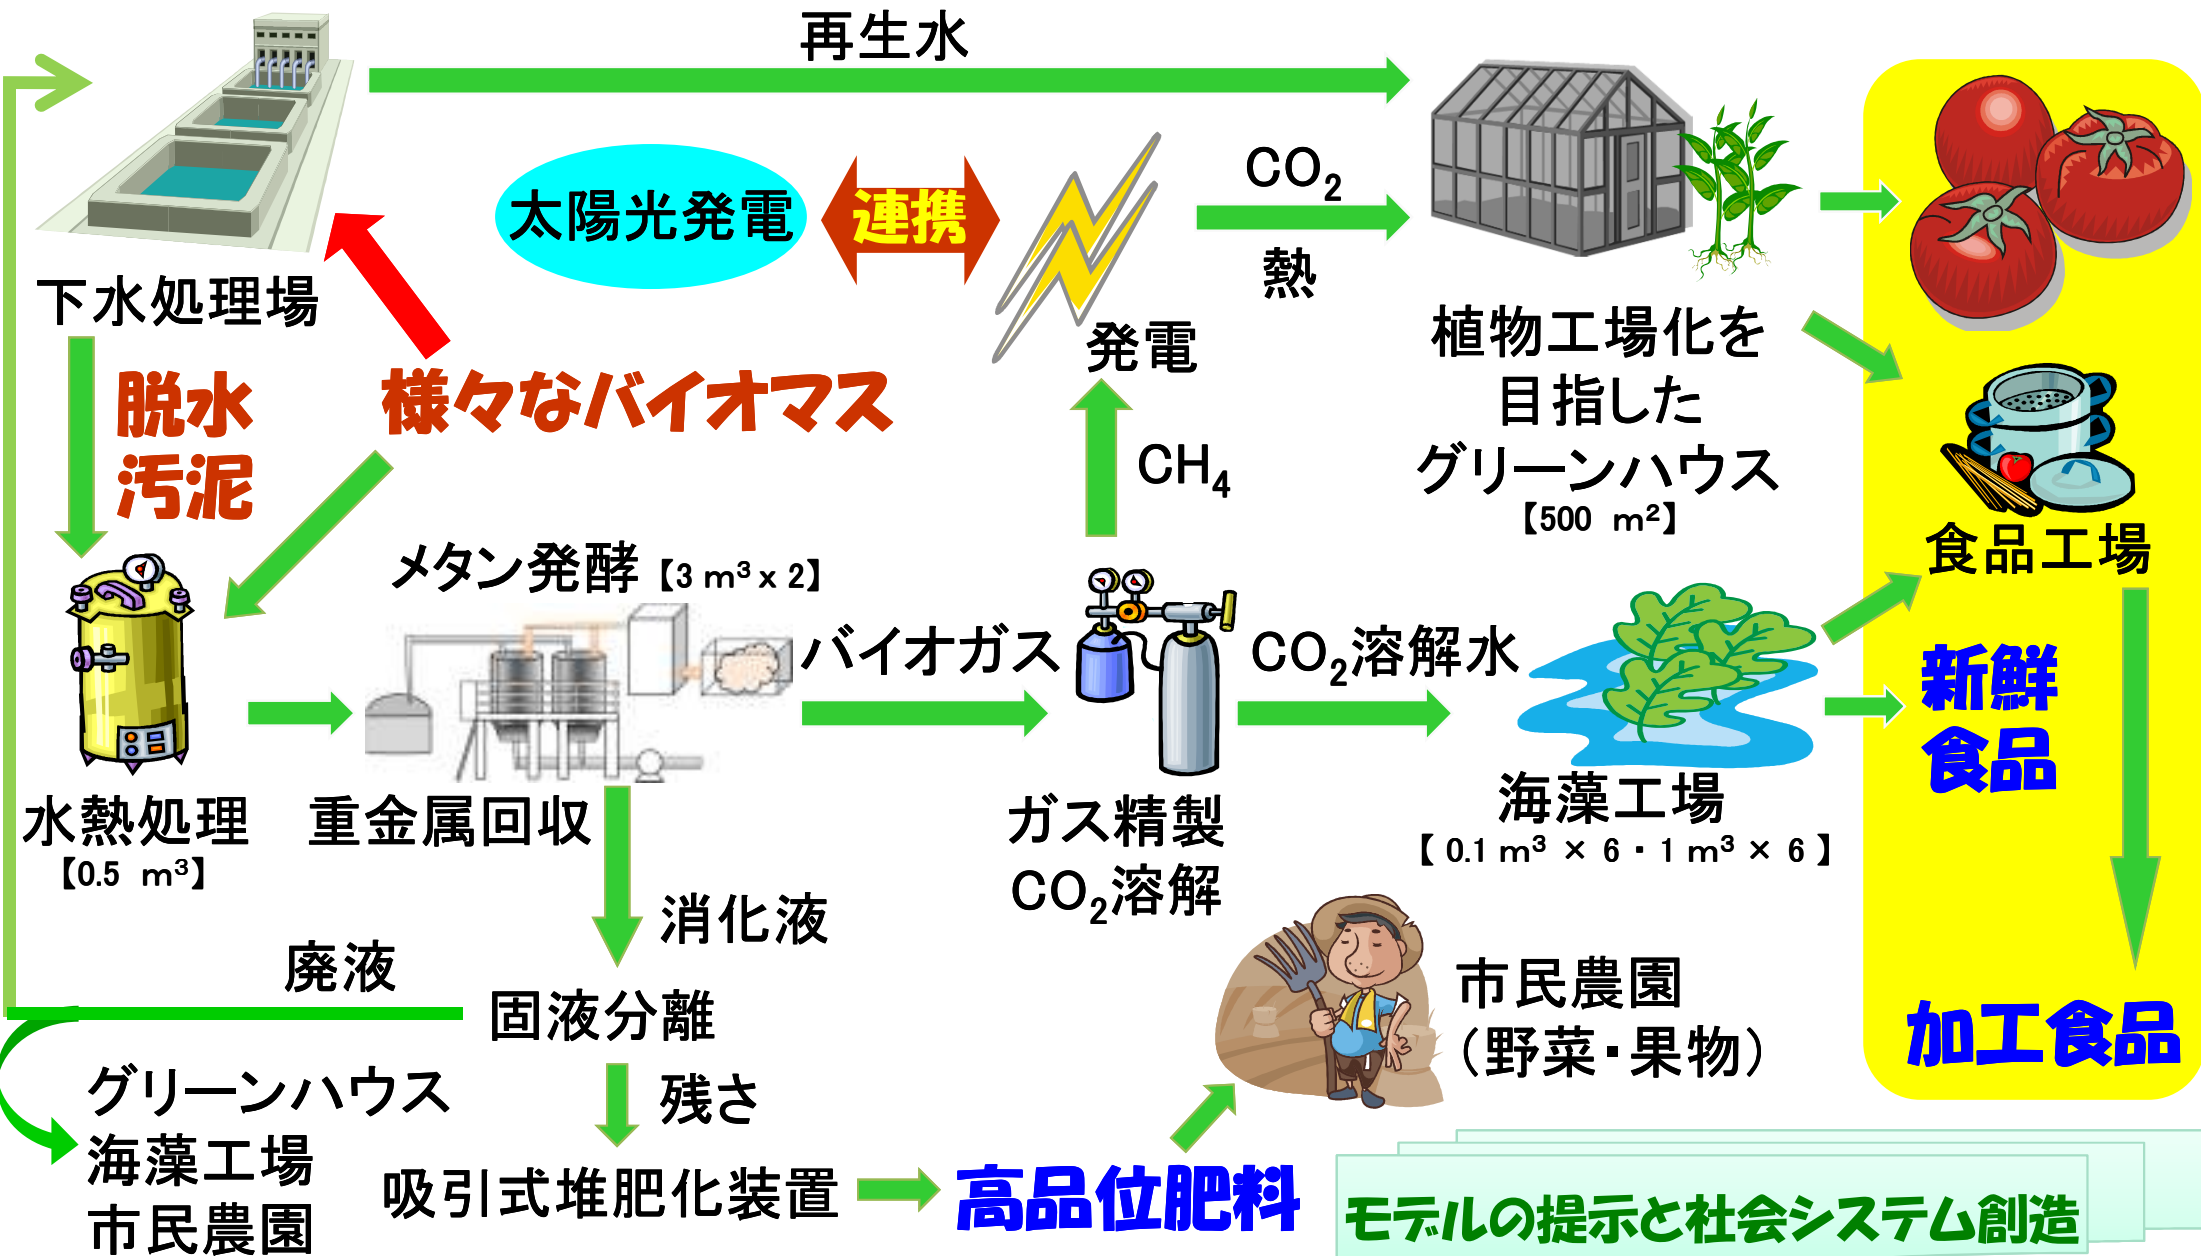 再生水
太陽光発電
連携
CO₂
熱
下水処理場
発電
植物工場化を
目指した
グリーンハウス
【500 m²】
脱水
汚泥
様々なバイオマス
CH₄
食品工場
メタン発酵【3 m³ x 2】
バイオガス
CO₂溶解水
新鮮
食品
水熱処理
【0.5 m³】
重金属回収
ガス精製
CO₂溶解
海藻工場
【 0.1 m³ × 6・1 m³ × 6 】
消化液
廃液
固液分離
市民農園
（野菜・果物）
加工食品
グリーンハウス
海藻工場
市民農園
残さ
吸引式堆肥化装置
高品位肥料
モデルの提示と社会システム創造